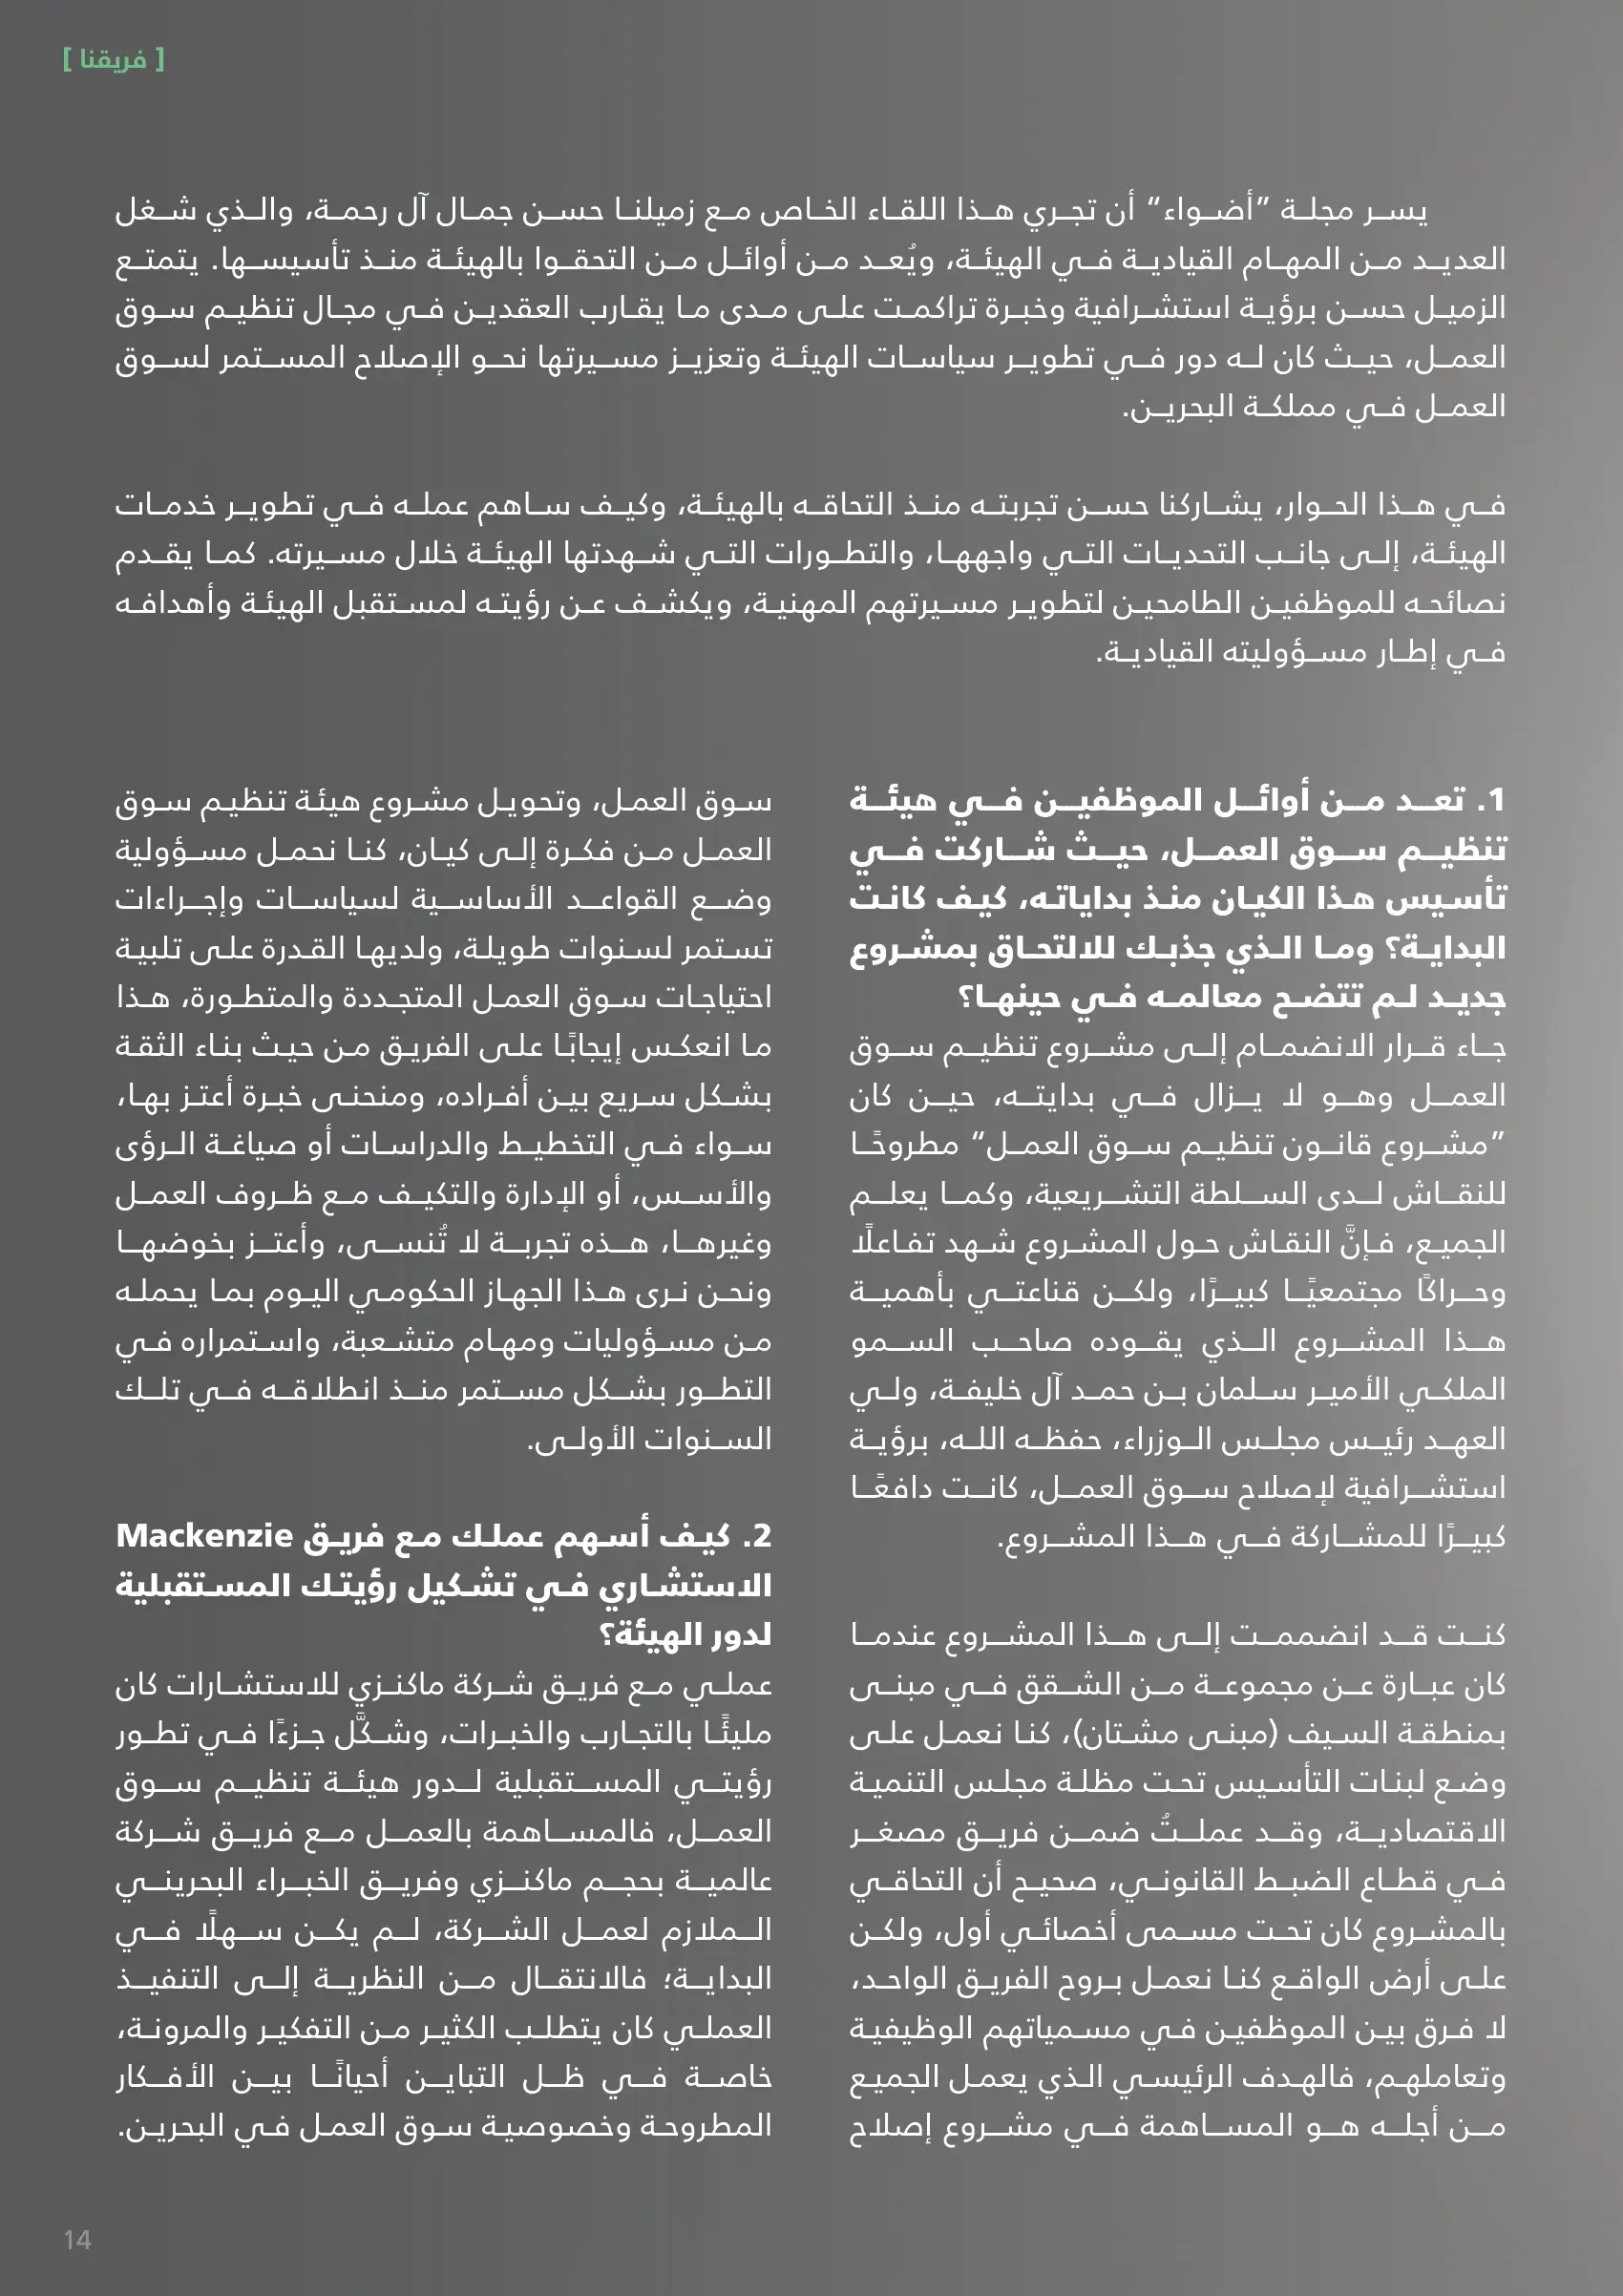 [ فريقنا ]
يسر مجلة ”أضواء“ أن تجري هذا اللقاء الخاص مع زميلنا حسن جمال آل رحمة، والذي شغل
العديد من المهام القيادية في الهيئة، ويُعد من أوائل من التحقوا بالهيئة منذ تأسيسها. يتمتع
الزميل حسن برؤية استشرافية وخبرة تراكمت على مدى ما يقارب العقدين في مجال تنظيم سوق
العمل، حيث كان له دور في تطوير سياسات الهيئة وتعزيز مسيرتها نحو الإصلاح المستمر لسوق
العمل في مملكة البحرين.
في هذا الحوار، يشاركنا حسن تجربته منذ التحاقه بالهيئة، وكيف ساهم عمله في تطوير خدمات
الهيئة، إلى جانب التحديات التي واجهها، والتطورات التي شهدتها الهيئة خلال مسيرته. كما يقدم
نصائحه للموظفين الطامحين لتطوير مسيرتهم المهنية، ويكشف عن رؤيته لمستقبل الهيئة وأهدافه
في إطار مسؤوليته القيادية.
1. تعد من أوائل الموظفين في هيئة
تنظيم سوق العمل، حيث شاركت في
تأسيس هذا الكيان منذ بداياته، كيف كانت
البداية؟ وما الذي جذبك للالتحاق بمشروع
جديد لم تتضح معالمه في حينها؟
جاء قرار الانضمام إلى مشروع تنظيم سوق
العمل وهو لا يزال في بدايته، حين كان
”مشروع قانون تنظيم سوق العمل“ مطروحًا
للنقاش لدى السلطة التشريعية، وكما يعلم
الجميع، فإنَّ النقاش حول المشروع شهد تفاعلًا
وحراكًا مجتمعيًا كبيرًا، ولكن قناعتي بأهمية
هذا المشروع الذي يقوده صاحب السمو
الملكي الأمير سلمان بن حمد آل خليفة، ولي
العهد رئيس مجلس الوزراء، حفظه الله، برؤية
استشرافية لإصلاح سوق العمل، كانت دافعًا
كبيرًا للمشاركة في هذا المشروع.
كنت قد انضممت إلى هذا المشروع عندما
كان عبارة عن مجموعة من الشقق في مبنى
بمنطقة السيف (مبنى مشتان)، كنا نعمل على
وضع لبنات التأسيس تحت مظلة مجلس التنمية
الاقتصادية، وقد عملتُ ضمن فريق مصغر
في قطاع الضبط القانوني، صحيح أن التحاقي
بالمشروع كان تحت مسمى أخصائي أول، ولكن
على أرض الواقع كنا نعمل بروح الفريق الواحد،
لا فرق بين الموظفين في مسمياتهم الوظيفية
وتعاملهم، فالهدف الرئيسي الذي يعمل الجميع
من أجله هو المساهمة في مشروع إصلاح
سوق العمل، وتحويل مشروع هيئة تنظيم سوق
العمل من فكرة إلى كيان، كنا نحمل مسؤولية
وضع القواعد الأساسية لسياسات وإجراءات
تستمر لسنوات طويلة، ولديها القدرة على تلبية
احتياجات سوق العمل المتجددة والمتطورة، هذا
ما انعكس إيجابًا على الفريق من حيث بناء الثقة
بشكل سريع بين أفراده، ومنحنى خبرة أعتز بها،
سواء في التخطيط والدراسات أو صياغة الرؤى
والأسس، أو الإدارة والتكيف مع ظروف العمل
وغيرها، هذه تجربة لا تُنسى، وأعتز بخوضها
ونحن نرى هذا الجهاز الحكومي اليوم بما يحمله
من مسؤوليات ومهام متشعبة، واستمراره في
التطور بشكل مستمر منذ انطلاقه في تلك
السنوات الأولى.
2. كيف أسهم عملك مع فريق Mackenzie
الاستشاري في تشكيل رؤيتك المستقبلية
لدور الهيئة؟
عملي مع فريق شركة ماكنزي للاستشارات كان
مليئًا بالتجارب والخبرات، وشكَّل جزءًا في تطور
رؤيتي المستقبلية لدور هيئة تنظيم سوق
العمل، فالمساهمة بالعمل مع فريق شركة
عالمية بحجم ماكنزي وفريق الخبراء البحريني
الملازم لعمل الشركة، لم يكن سهلًا في
البداية؛ فالانتقال من النظرية إلى التنفيذ
العملي كان يتطلب الكثير من التفكير والمرونة،
خاصة في ظل التباين أحيانًا بين الأفكار
المطروحة وخصوصية سوق العمل في البحرين.
14